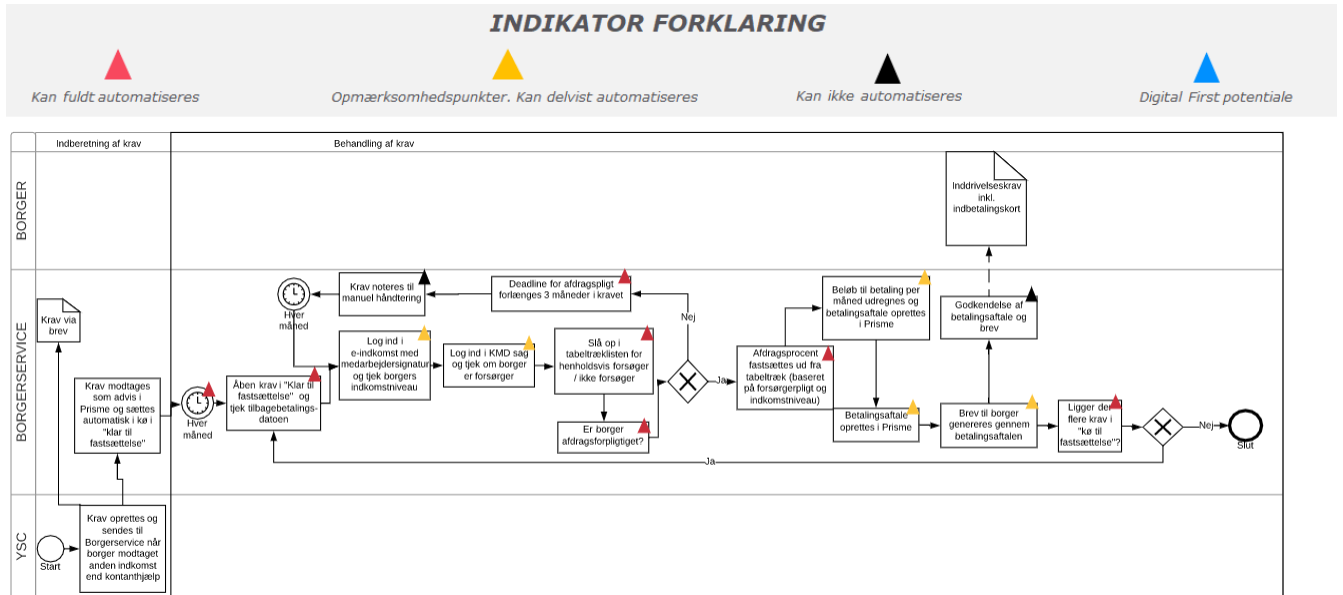 INDIKATOR FORKLARING
Kan fuldt automatiseres
Opmærksomhedspunkter. Kan delvist automatiseres
Kan ikke automatiseres
Digital First potentiale
Indberetning af krav
Behandling af krav
BORGER
Inddrivelseskrav
inkl.
indbetalingskort
BORGERSERVICE
Krav via
brev
Krav modtages
som advis i
Prisme og sættes
automatisk i kø i
"klar til
fastsættelse"
Hver
måned
Åben krav i "Klar til
fastsættelse" og
tjek tilbagebetalings-
datoen
Hver
måned
Krav noteres til
manuel håndtering
Deadline for afdragspligt
forlænges 3 måneder i kravet
Log ind i
e-indkomst med
medarbejdersignatur
og tjek borgers
indkomstniveau
Log ind i KMD sag
og tjek om borger
er forsørger
Slå op i
tabeltræklisten for
henholdsvis forsøger
/ ikke forsøger
Er borger
afdragsforpligtiget?
Nej
Ja
Afdragsprocent
fastsættes ud fra
tabeltræk (baseret
på forsørgerpligt og
indkomstniveau)
Beløb til betaling per
måned udregnes og
betalingsaftale oprettes
i Prisme
Betalingsaftale
oprettes i Prisme
Godkendelse af
betalingsaftale og
brev
Brev til borger
genereres gennem
betalingsaftalen
Ligger der
flere krav i
"kø til
fastsættelse"?
Nej
Slut
Ja
YSC
Start
Krav oprettes og
sendes til
Borgerservice når
borger modtaget
anden indkomst
end kontanthjælp